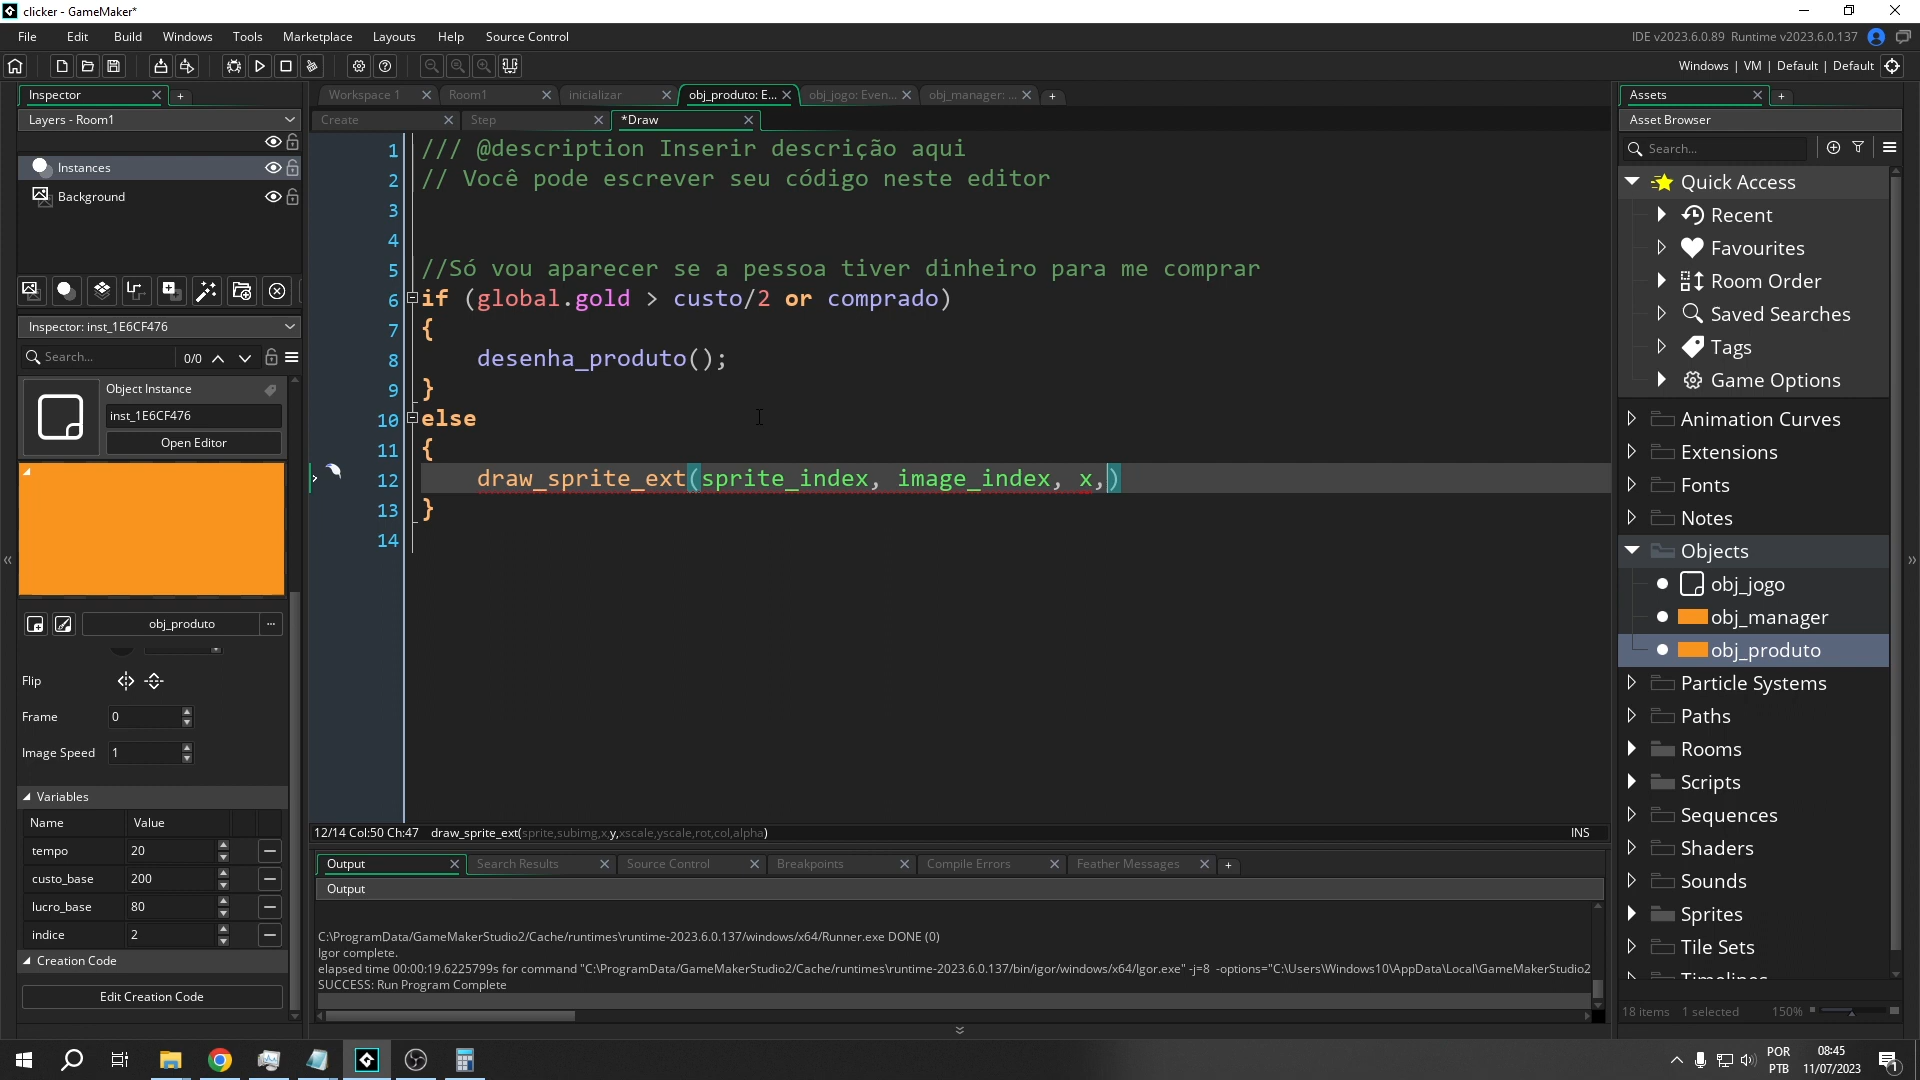 clicker - GameMaker*
File Edit Build Windows Tools Marketplace Layouts Help Source Control
IDE v2023.6.0.89 Runtime v2023.6.0.137
Windows | VM | Default | Default
Inspector
Layers - Room1
Instances
Background
Inspector: inst_1E6CF476
Search... 0/0
Object Instance
inst_1E6CF476
Open Editor
obj_produto ...
Flip
Frame 0
Image Speed 1
Variables
Name Value
tempo 20
custo_base 200
lucro_base 80
indice 2
Creation Code
Edit Creation Code
Workspace 1 Room1 inicializar obj_produto: E... obj_jogo: Even... obj_manager: ...
Create Step *Draw
1 /// @description Inserir descrição aqui
2 // Você pode escrever seu código neste editor
3
4
5 //Só vou aparecer se a pessoa tiver dinheiro para me comprar
6 if (global.gold > custo/2 or comprado)
7 {
8 desenha_produto();
9 }
10 else
11 {
12 draw_sprite_ext(sprite_index, image_index, x,)
13 }
14
12/14 Col:50 Ch:47 draw_sprite_ext(sprite,subimg,x,y,xscale,yscale,rot,col,alpha) INS
Output Search Results Source Control Breakpoints Compile Errors Feather Messages
Output
C:\ProgramData/GameMakerStudio2/Cache/runtimes\runtime-2023.6.0.137/windows/x64/Runner.exe DONE (0)
Igor complete.
elapsed time 00:00:19.6225799s for command "C:\ProgramData/GameMakerStudio2/Cache/runtimes\runtime-2023.6.0.137/bin/igor/windows/x64/Igor.exe" -j=8 -options="C:\Users\Windows10\AppData\Local\GameMakerStudio2
SUCCESS: Run Program Complete
Assets
Asset Browser
Search...
Quick Access
Recent
Favourites
Room Order
Saved Searches
Tags
Game Options
Animation Curves
Extensions
Fonts
Notes
Objects
obj_jogo
obj_manager
obj_produto
Particle Systems
Paths
Rooms
Scripts
Sequences
Shaders
Sounds
Sprites
Tile Sets
Timelines
18 items 1 selected 150%
POR
PTB
08:45
11/07/2023
1